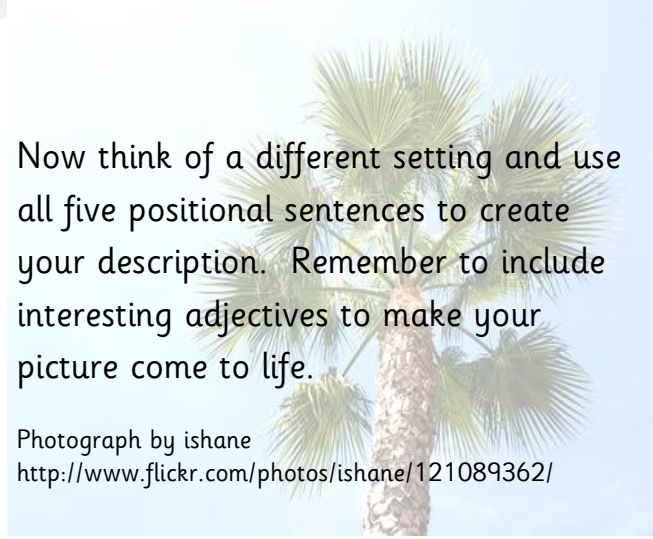 Now think of a different setting and use
all five positional sentences to create
your description.  Remember to include
interesting adjectives to make your
picture come to life.
Photograph by ishane
http://www.flickr.com/photos/ishane/121089362/